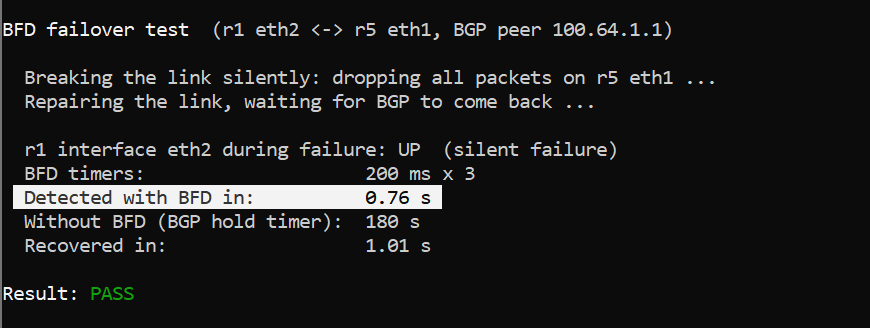 BFD failover test  (r1 eth2 <-> r5 eth1, BGP peer 100.64.1.1)
Breaking the link silently: dropping all packets on r5 eth1 ...
Repairing the link, waiting for BGP to come back ...
r1 interface eth2 during failure: UP  (silent failure)
BFD timers:                    200 ms x 3
Detected with BFD in:          0.76 s
Without BFD (BGP hold timer):  180 s
Recovered in:                  1.01 s
Result: PASS